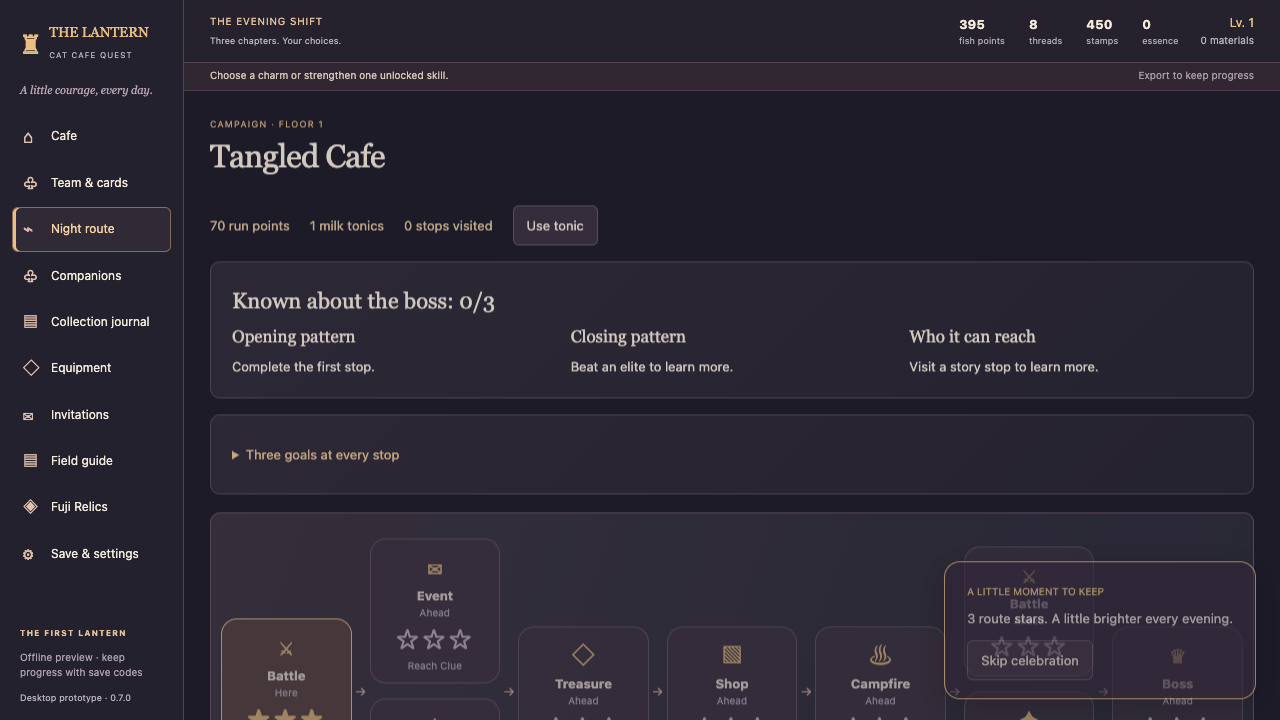 THE LANTERN
CAT CAFE QUEST
A little courage, every day.
Cafe
Team & cards
Night route
Companions
Collection journal
Equipment
Invitations
Field guide
Fuji Relics
Save & settings
THE FIRST LANTERN
Offline preview · keep
progress with save codes
Desktop prototype · 0.7.0
THE EVENING SHIFT
Three chapters. Your choices.
395
fish points
8
threads
450
stamps
0
essence
Lv. 1
0 materials
Choose a charm or strengthen one unlocked skill.
Export to keep progress
CAMPAIGN · FLOOR 1
Tangled Cafe
70 run points
1 milk tonics
0 stops visited
Use tonic
Known about the boss: 0/3
Opening pattern
Complete the first stop.
Closing pattern
Beat an elite to learn more.
Who it can reach
Visit a story stop to learn more.
Three goals at every stop
Battle
Here
Event
Ahead
Reach Clue
Treasure
Ahead
Shop
Ahead
Campfire
Ahead
Battle
Boss
Ahead
A LITTLE MOMENT TO KEEP
3 route stars. A little brighter every evening.
Skip celebration